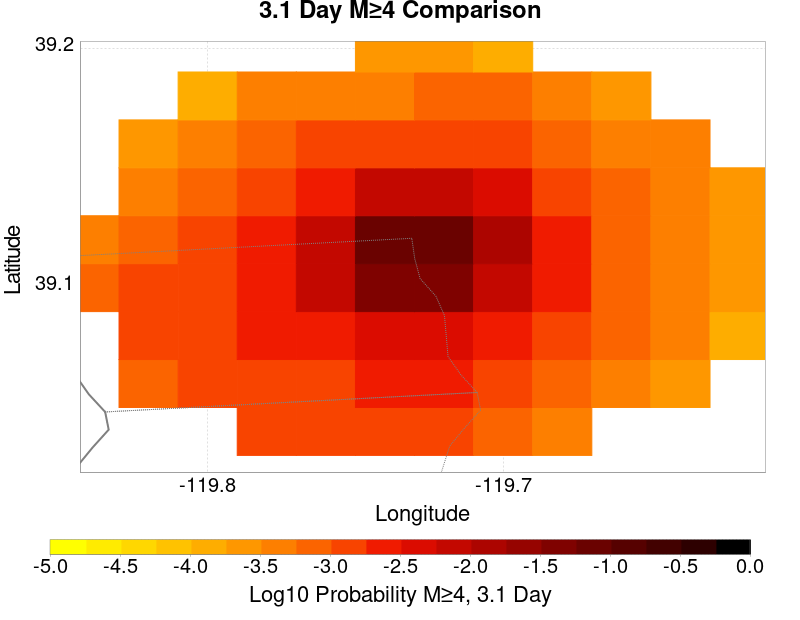 3.1 Day M≥4 Comparison
39.2
39.1
Latitude
-119.8 -119.7
Longitude
-5.0 -4.5 -4.0 -3.5 -3.0 -2.5 -2.0 -1.5 -1.0 -0.5 0.0
Log10 Probability M≥4, 3.1 Day